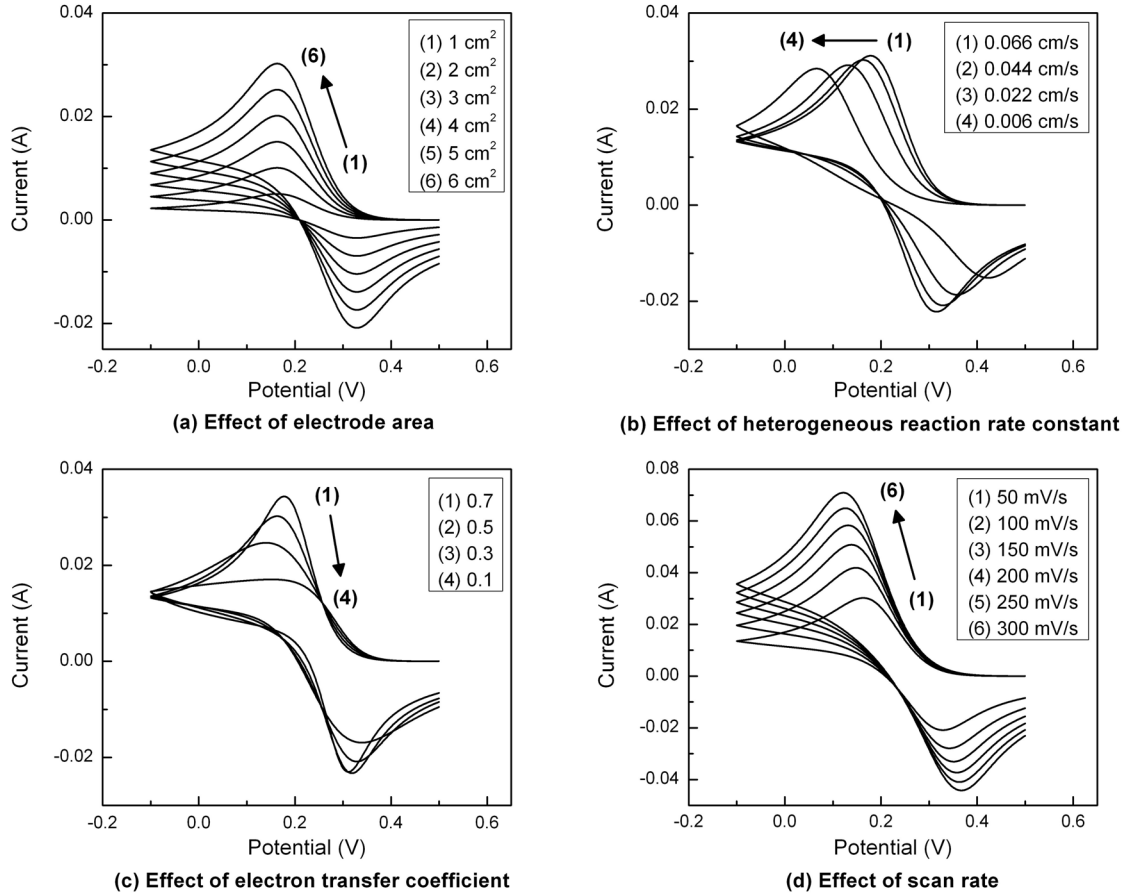 0.04
0.02
0.00
-0.02
-0.2
0.0
0.2
0.4
0.6
Current (A)
Potential (V)
(6)
(1)
(1) 1 cm²
(2) 2 cm²
(3) 3 cm²
(4) 4 cm²
(5) 5 cm²
(6) 6 cm²
(a) Effect of electrode area
0.04
0.02
0.00
-0.02
-0.2
0.0
0.2
0.4
0.6
Current (A)
Potential (V)
(4)
(1)
(1) 0.066 cm/s
(2) 0.044 cm/s
(3) 0.022 cm/s
(4) 0.006 cm/s
(b) Effect of heterogeneous reaction rate constant
0.04
0.02
0.00
-0.02
-0.2
0.0
0.2
0.4
0.6
Current (A)
Potential (V)
(1)
(4)
(1) 0.7
(2) 0.5
(3) 0.3
(4) 0.1
(c) Effect of electron transfer coefficient
0.08
0.06
0.04
0.02
0.00
-0.02
-0.04
-0.2
0.0
0.2
0.4
0.6
Current (A)
Potential (V)
(6)
(1)
(1) 50 mV/s
(2) 100 mV/s
(3) 150 mV/s
(4) 200 mV/s
(5) 250 mV/s
(6) 300 mV/s
(d) Effect of scan rate